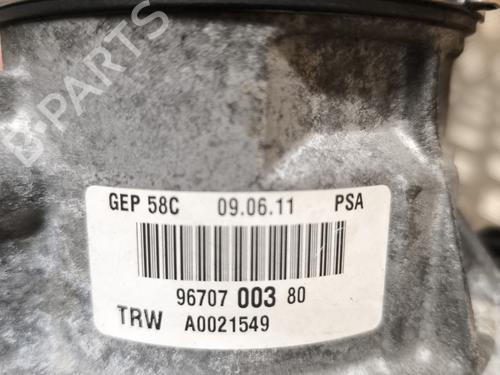 B-PARTS
GEP 58C 09.06.11 PSA
96707 003 80
TRW A0021549